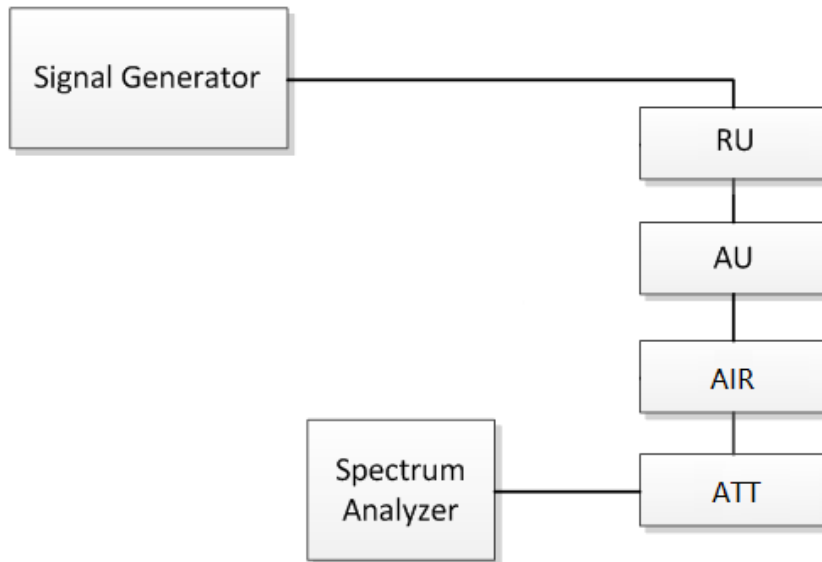 Signal Generator
RU
AU
AIR
ATT
Spectrum
Analyzer